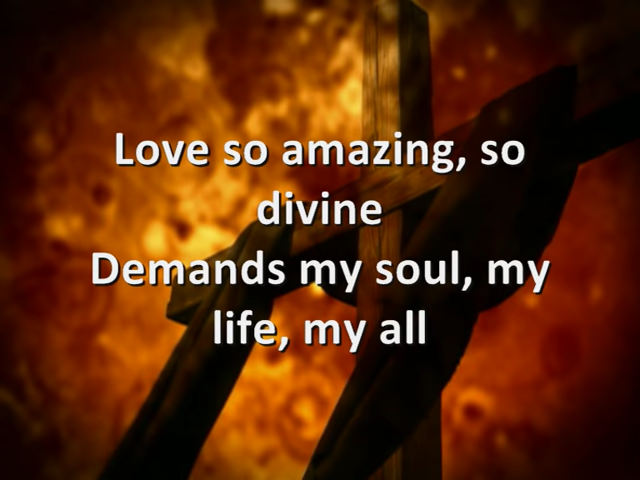 Love so amazing, so
divine
Demands my soul, my
life, my all